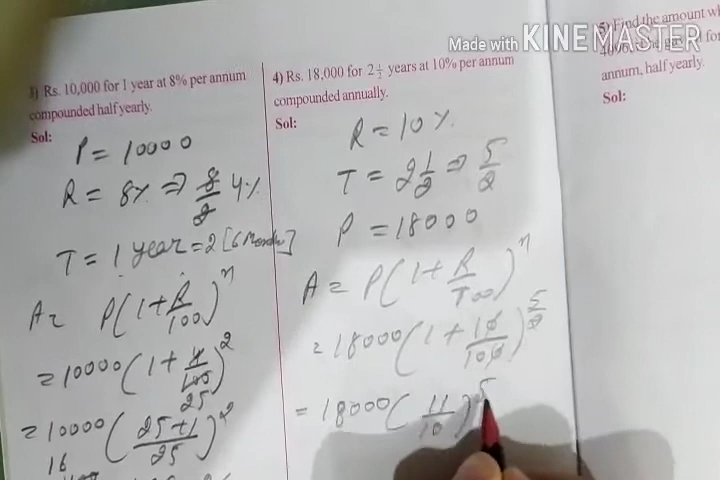 Made with KINEMASTER
3) Rs. 10,000 for 1 year at 8% per annum
compounded half yearly.
Sol:
P = 10000
R = 8% ⇒ 8/2 4%
T = 1 year = 2 [6 Months]
A = P(1+R/100)^n
= 10000(1+4/100)^2
25
= 10000(25+1/25)^2
16
4) Rs. 18,000 for 2 1/2 years at 10% per annum
compounded annually.
Sol:
R = 10%.
T = 2 1/2 ⇒ 5/2
P = 18000
A = P(1+R/100)^n
= 18000(1+10/100)^5/2
= 18000(11/10)^5
5) Find the amount
annum, half yearly.
Sol: